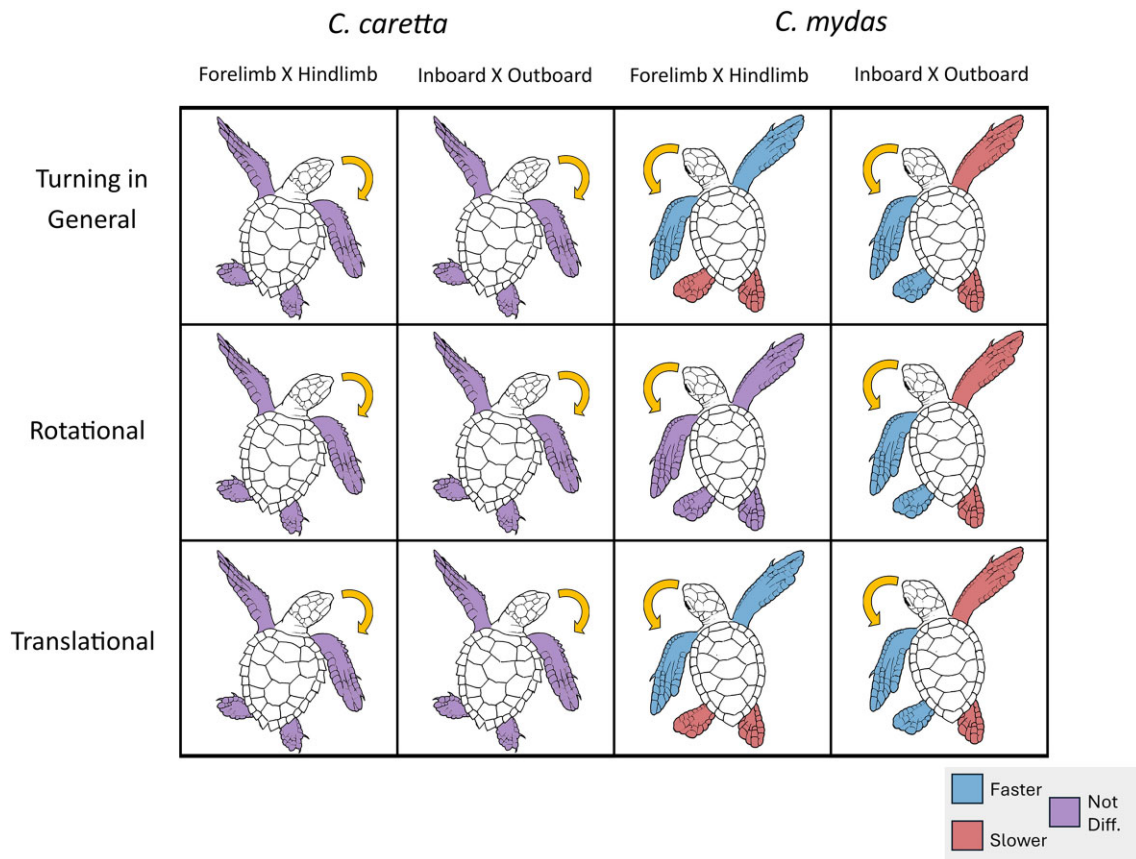 C. caretta
C. mydas
Forelimb X Hindlimb
Inboard X Outboard
Forelimb X Hindlimb
Inboard X Outboard
Turning in
General
Rotational
Translational
Faster
Slower
Not
Diff.